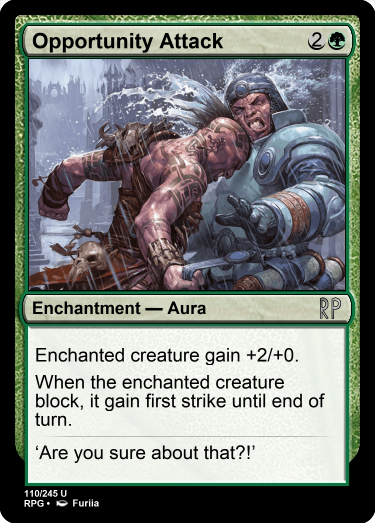 Opportunity Attack 2
Enchantment — Aura RP
Enchanted creature gain +2/+0.
When the enchanted creature
block, it gain first strike until end of
turn.
‘Are you sure about that?!’
110/245 U
RPG • Furiia